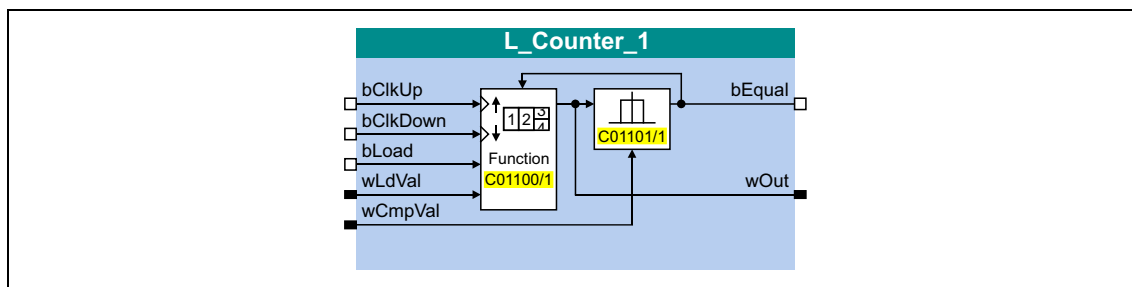 L_Counter_1
bClkUp
bEqual
bClkDown
1 2 3 4
C01101/1
bLoad
Function
C01100/1
wLdVal
wOut
wCmpVal